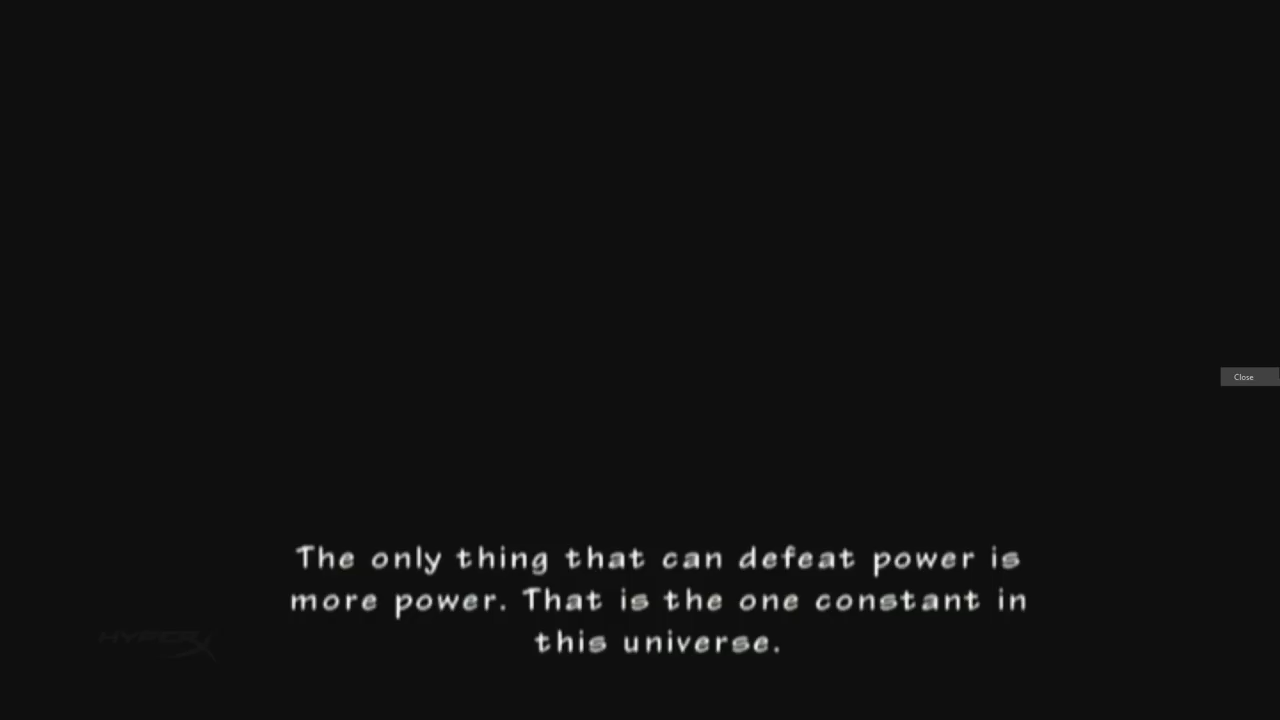 Close
The only thing that can defeat power is
more power. That is the one constant in
this universe.
HYPERX